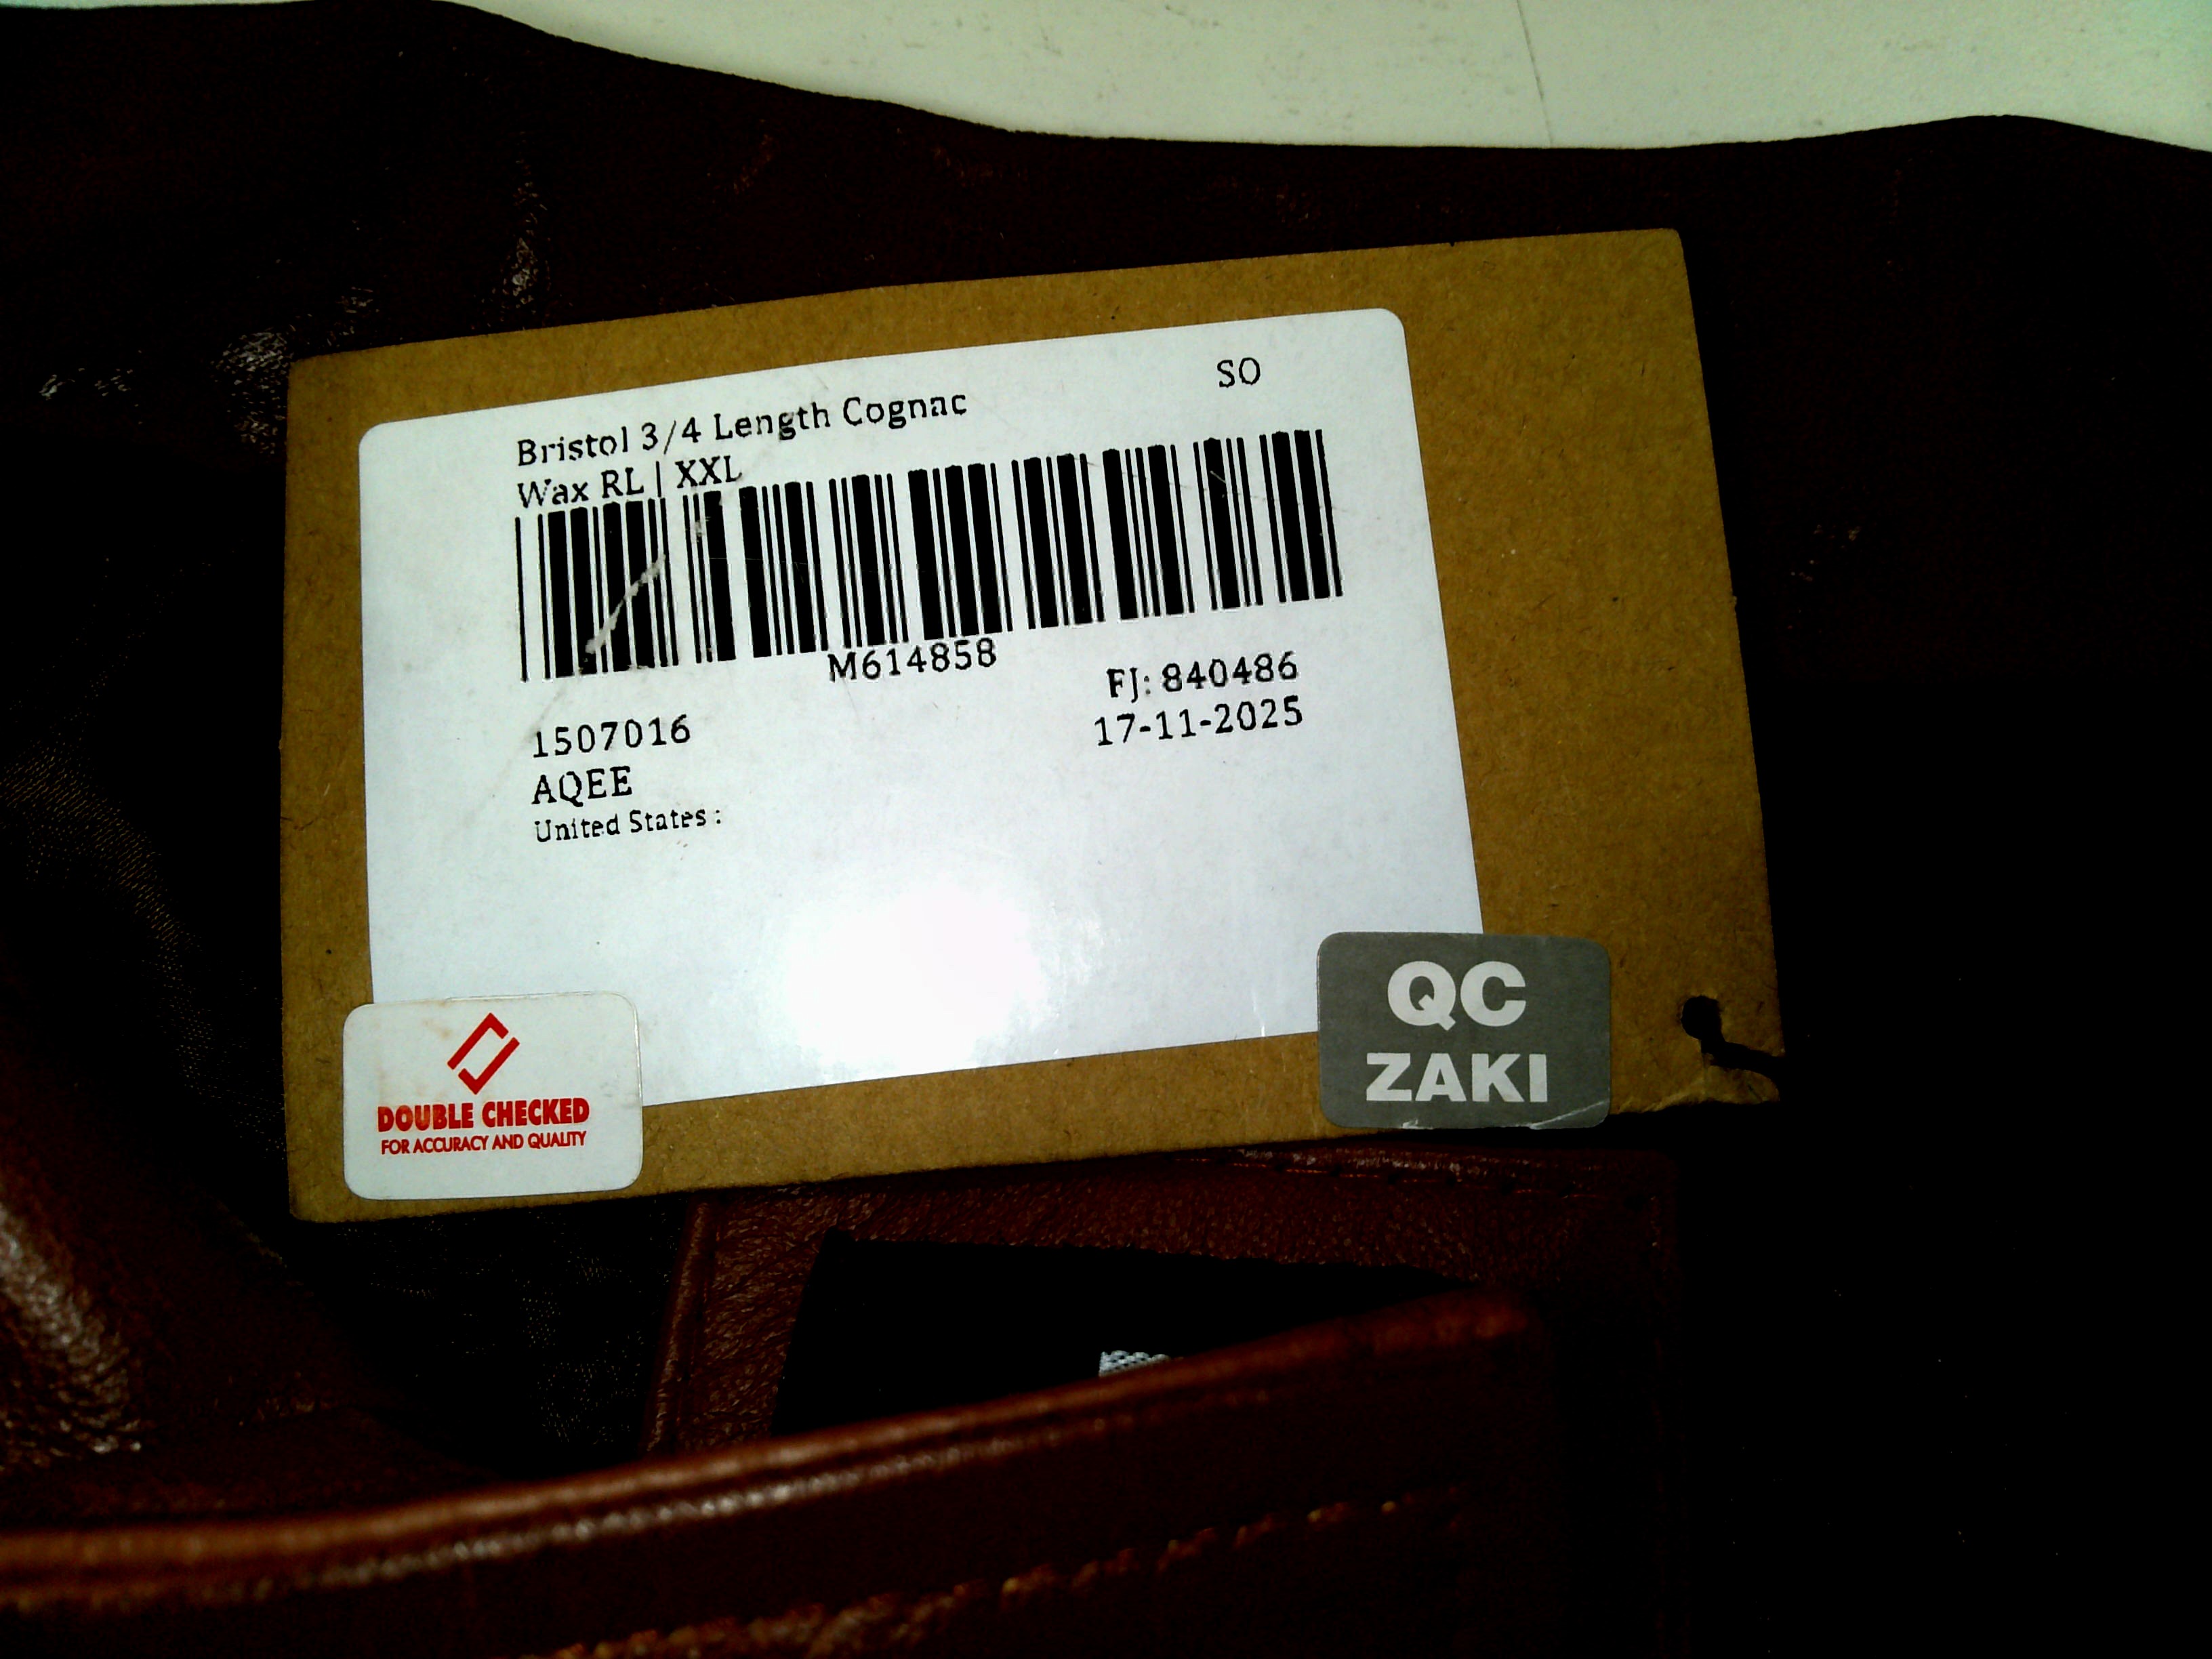 SO
Bristol 3/4 Length Cognac
Wax RL | XXL
M614858
FJ: 840486
1507016
17-11-2025
AQEE
United States :
QC
ZAKI
DOUBLE CHECKED
FOR ACCURACY AND QUALITY